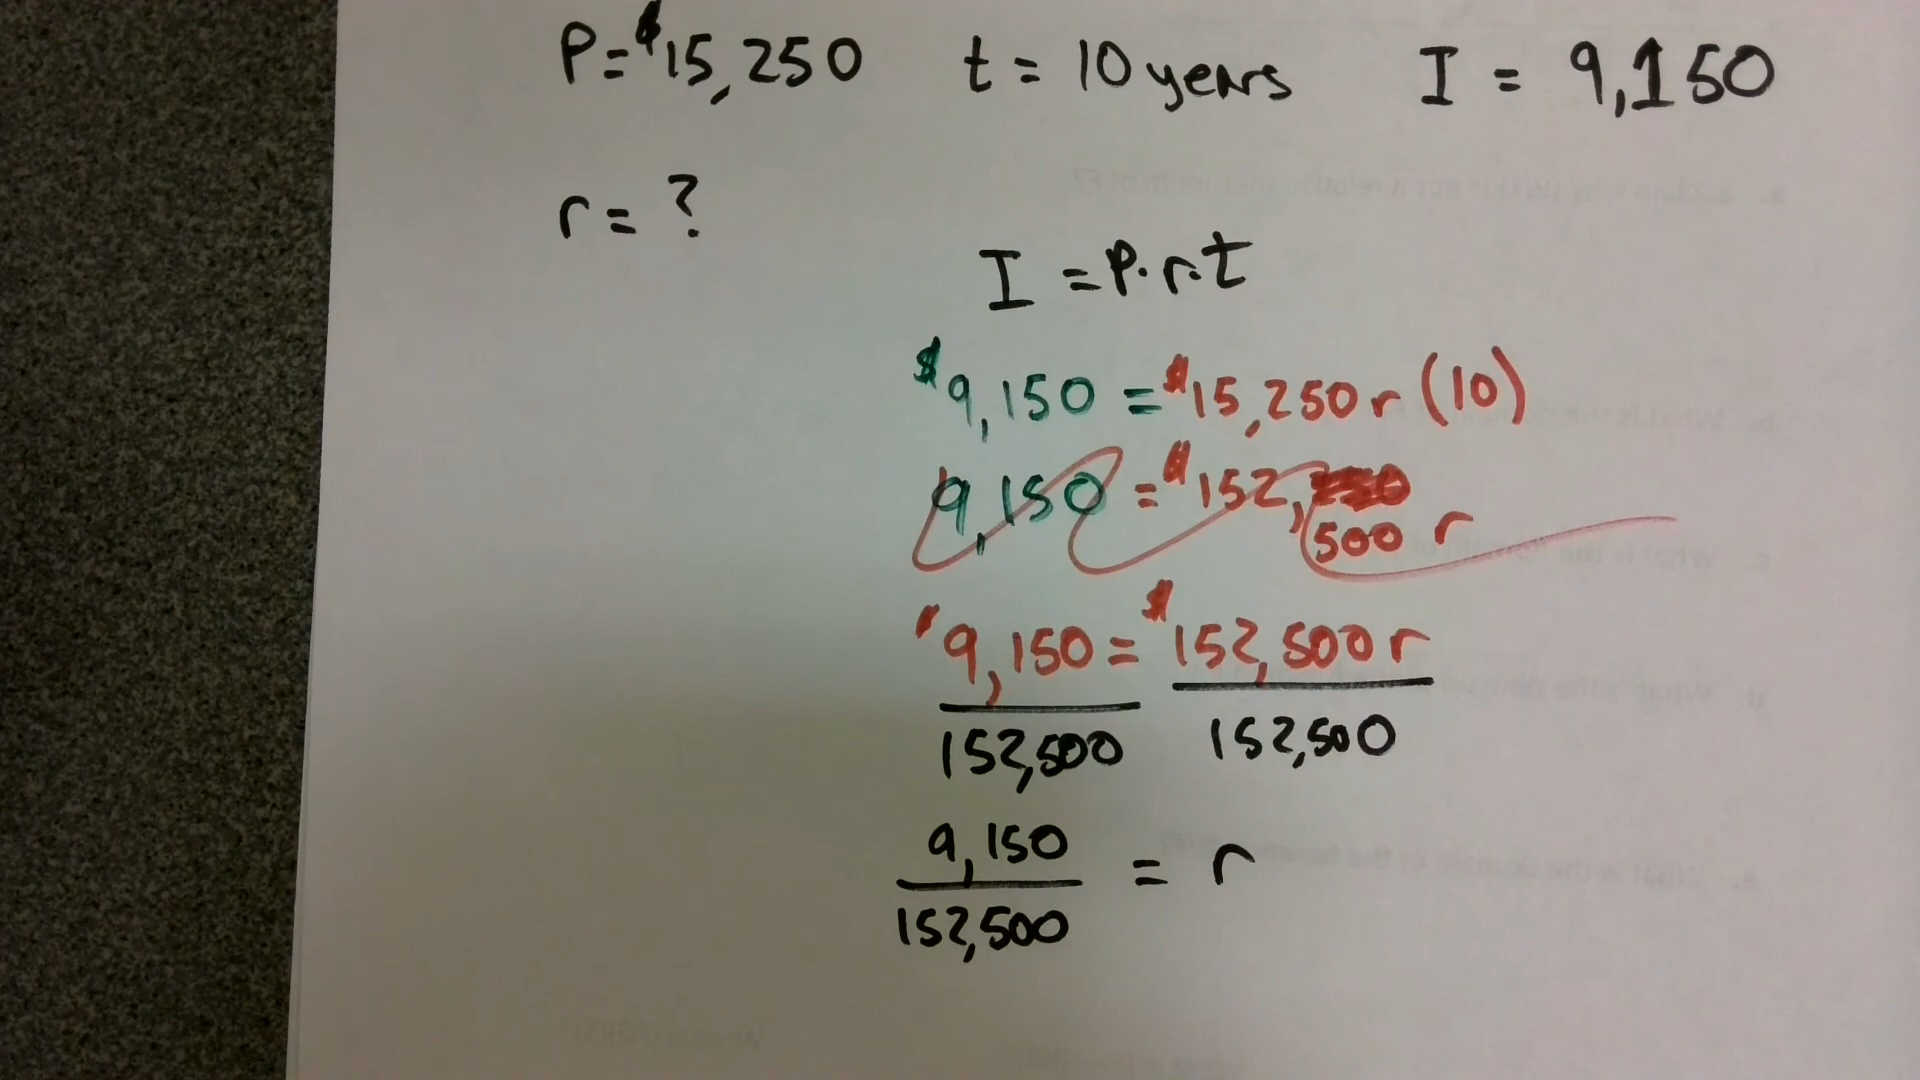 P=$15,250 t = 10 years I = 9,150
r = ?
I = P.r.t
$9,150 = $15,250 r (10)
9,150 = $152,
500 r
$9,150 = $152,500 r
152,500 152,500
9,150
152,500 = r